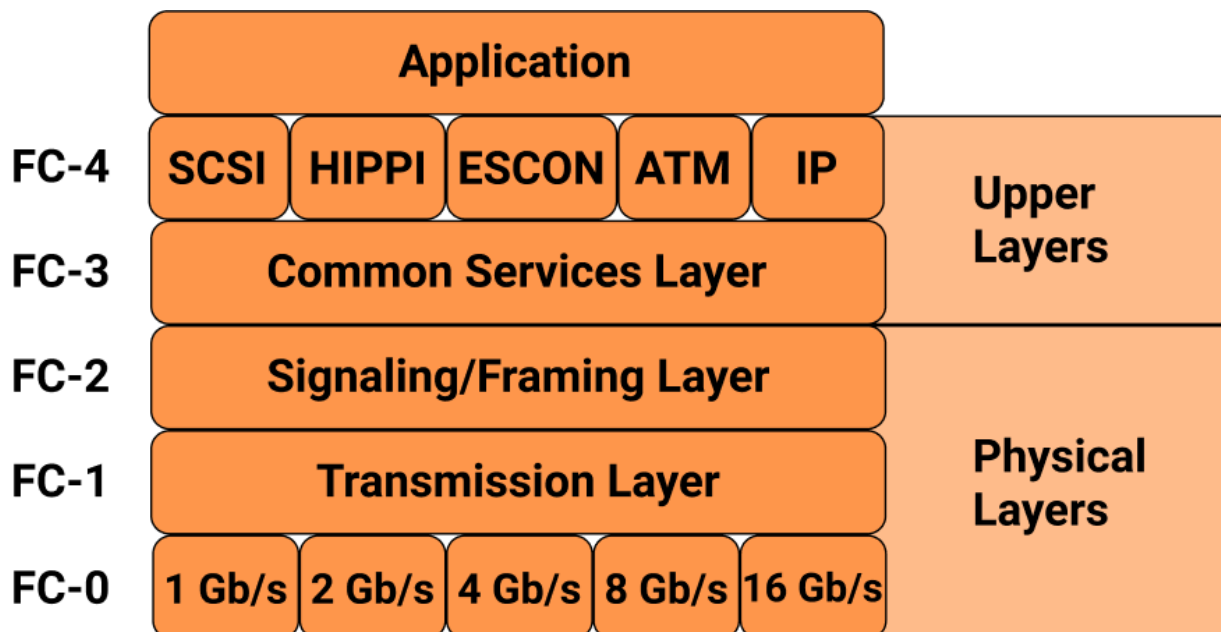 Application
FC-4 SCSI HIPPI ESCON ATM IP
Upper
Layers
FC-3 Common Services Layer
FC-2 Signaling/Framing Layer
FC-1 Transmission Layer
Physical
Layers
FC-0 1 Gb/s 2 Gb/s 4 Gb/s 8 Gb/s 16 Gb/s